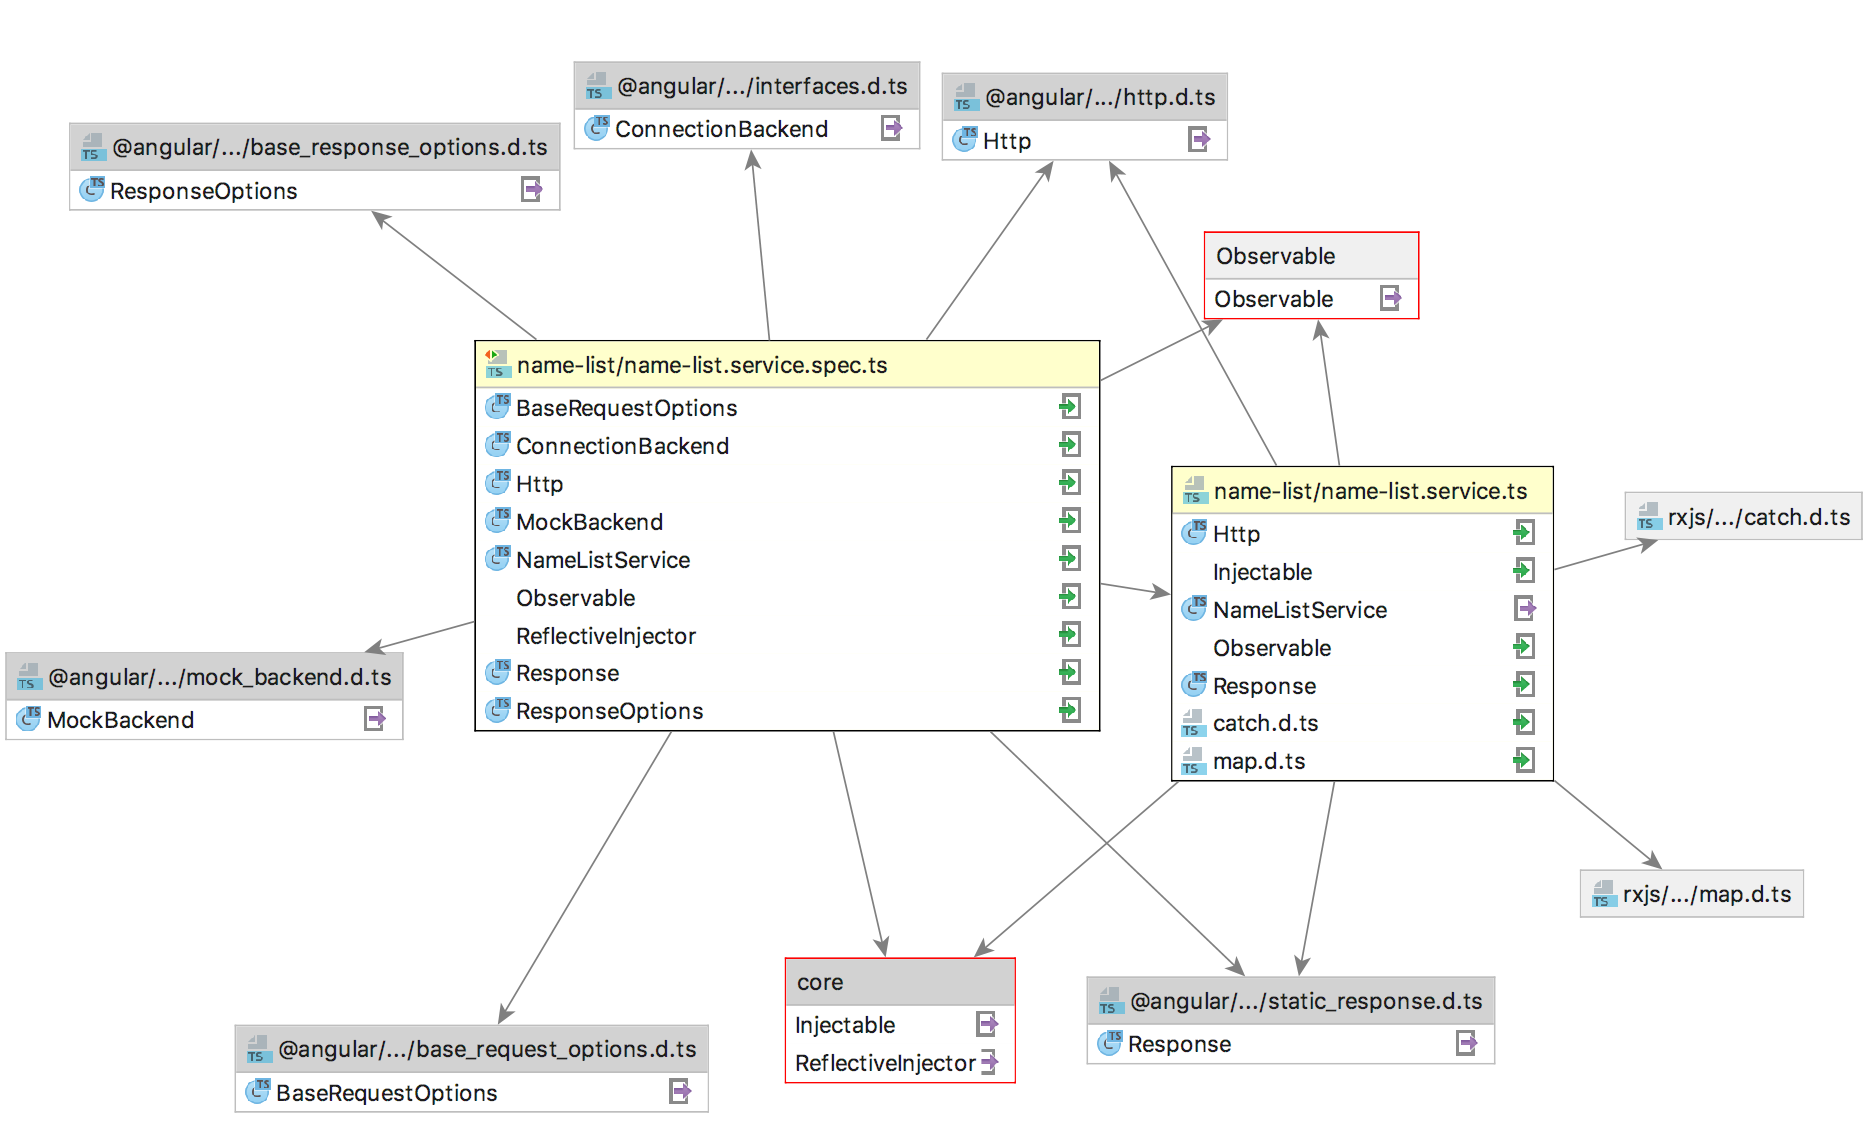 @angular/.../interfaces.d.ts
ConnectionBackend
@angular/.../http.d.ts
Http
@angular/.../base_response_options.d.ts
ResponseOptions
Observable
Observable
name-list/name-list.service.spec.ts
BaseRequestOptions
ConnectionBackend
Http
MockBackend
NameListService
Observable
ReflectiveInjector
Response
ResponseOptions
name-list/name-list.service.ts
Http
Injectable
NameListService
Observable
Response
catch.d.ts
map.d.ts
rxjs/.../catch.d.ts
@angular/.../mock_backend.d.ts
MockBackend
rxjs/.../map.d.ts
core
Injectable
ReflectiveInjector
@angular/.../static_response.d.ts
Response
@angular/.../base_request_options.d.ts
BaseRequestOptions